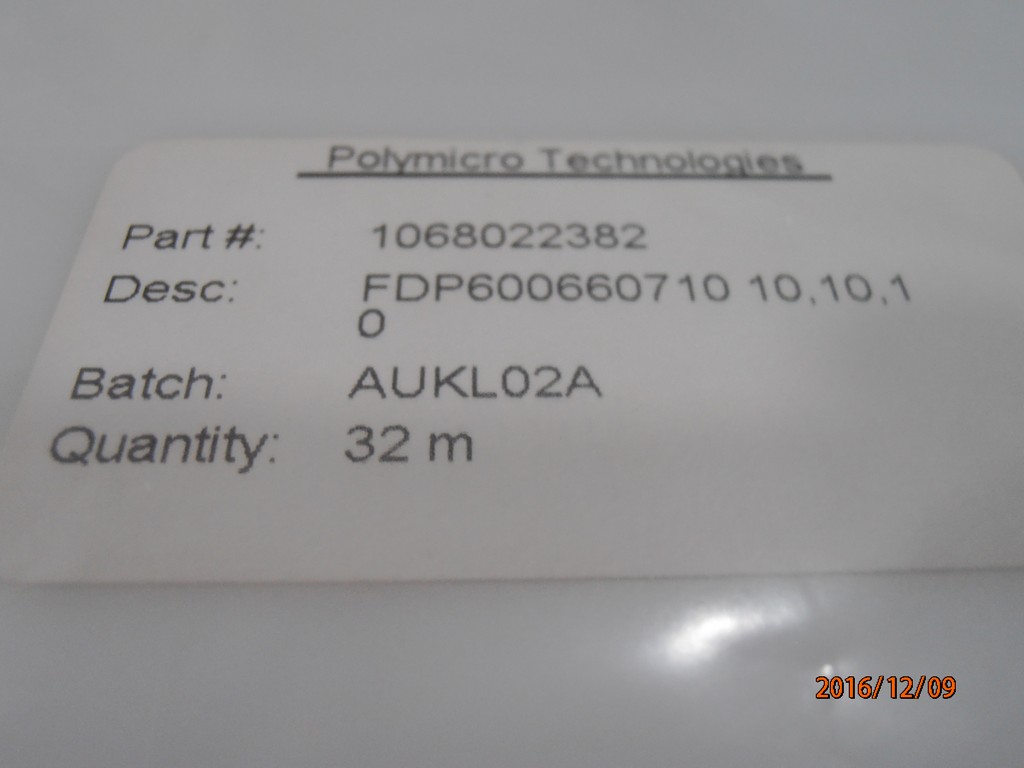 Polymicro Technologies
Part #: 1068022382
Desc: FDP600660710 10,10,1
0
Batch: AUKL02A
Quantity: 32 m
2016/12/09